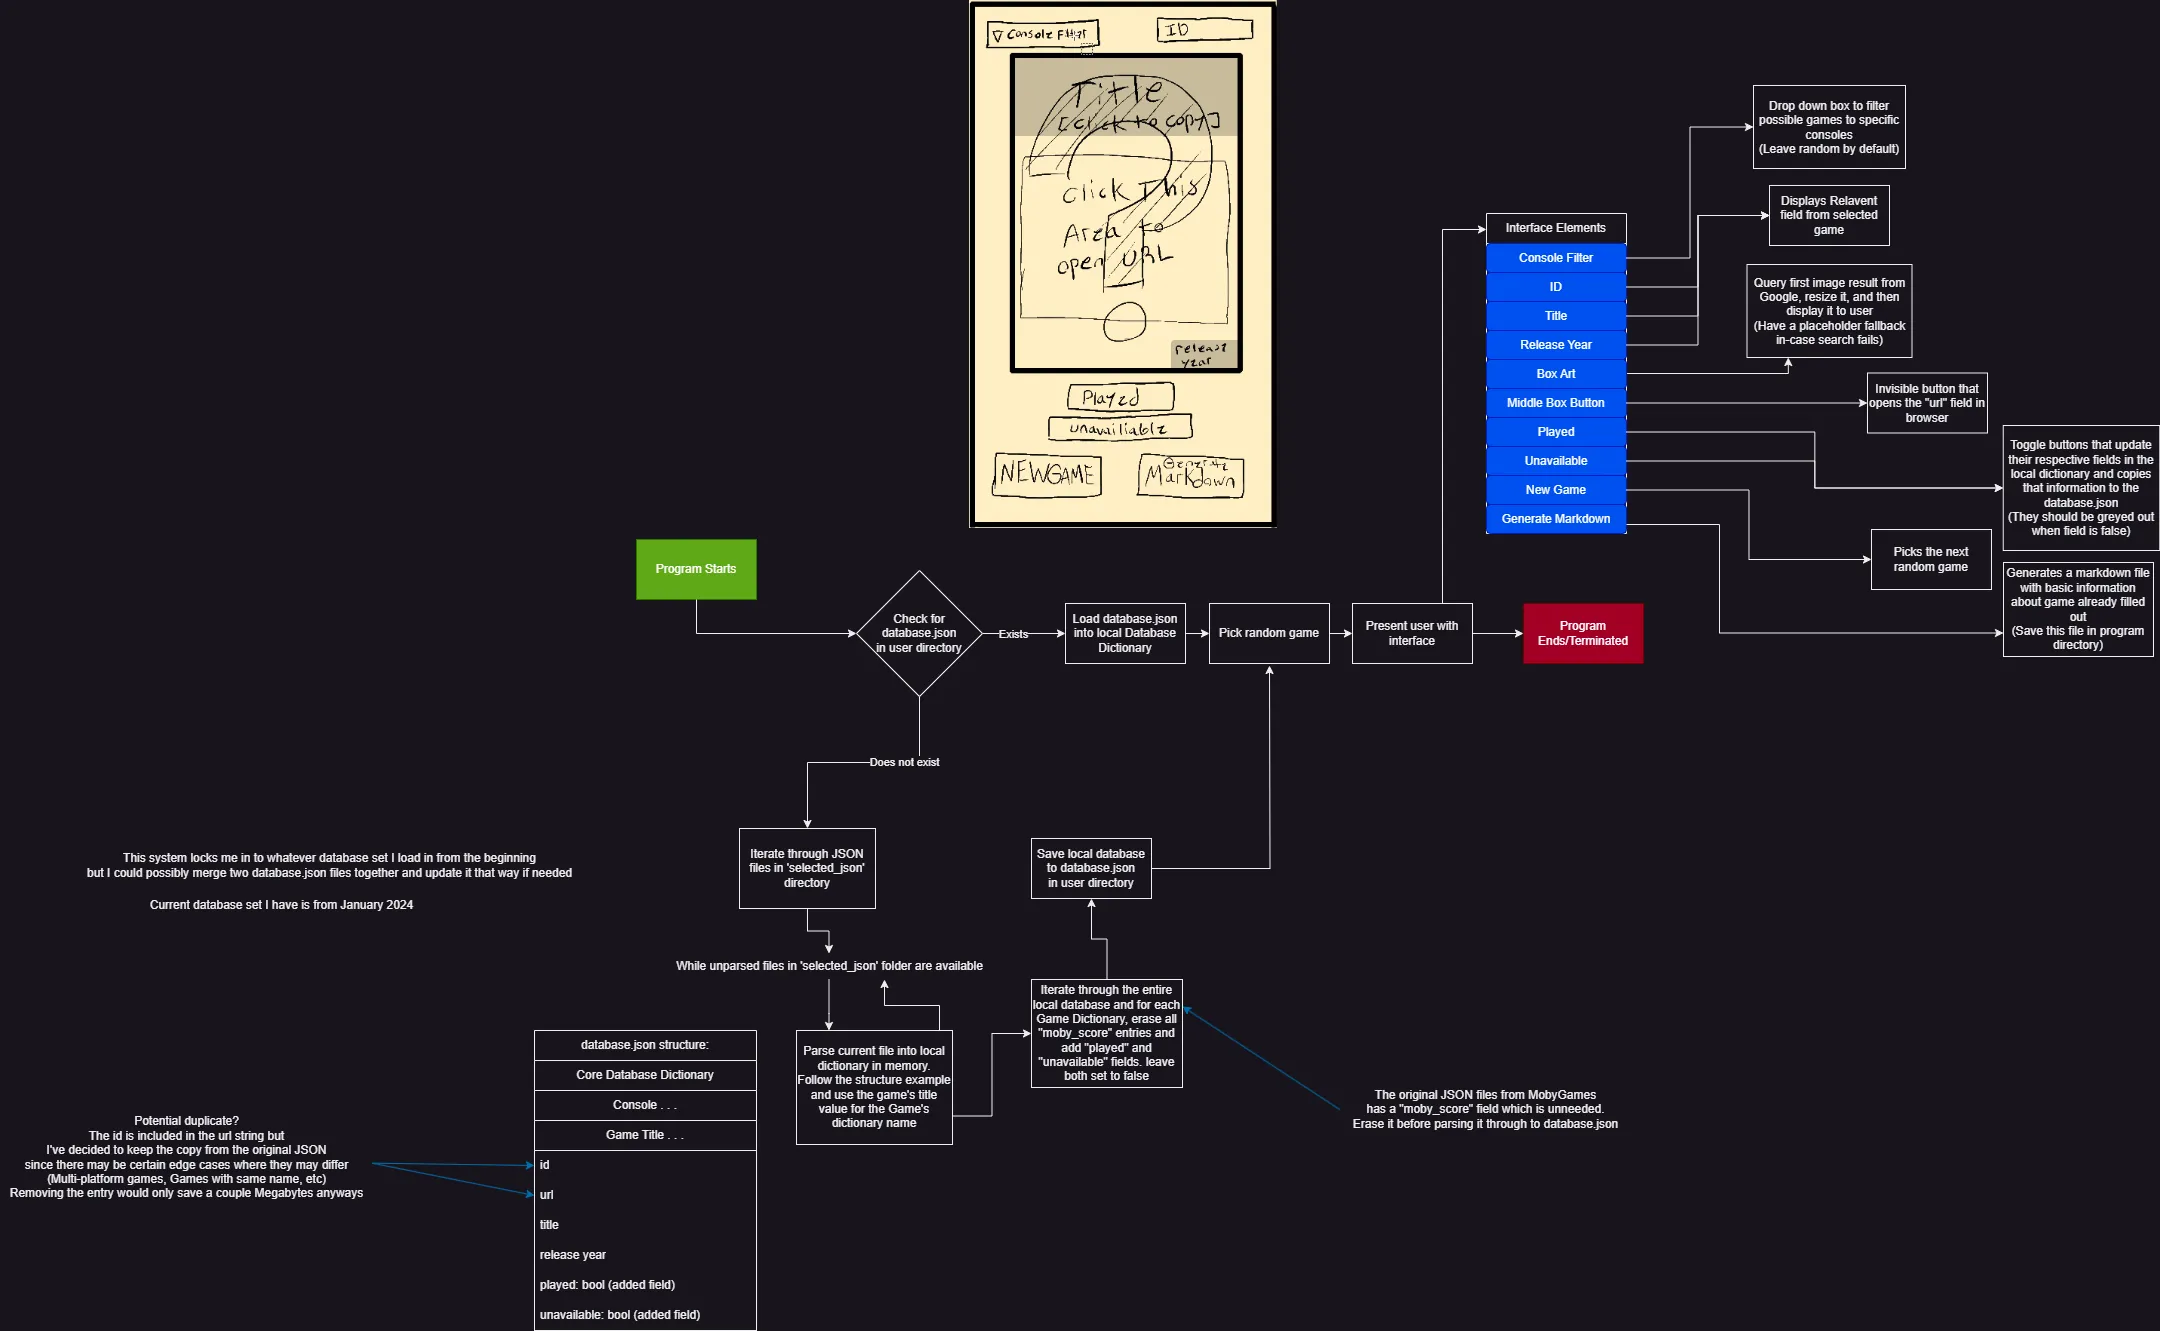 ▽ Console Filter
ID
Title
[click to copy]
Click This
Area to
open URL
release
year
Played
unavailiable
NEWGAME
Generate
Markdown
Drop down box to filter
possible games to specific
consoles
(Leave random by default)
Displays Relavent
field from selected
game
Query first image result from
Google, resize it, and then
display it to user
(Have a placeholder fallback
in-case search fails)
Invisible button that
opens the "url" field in
browser
Toggle buttons that update
their respective fields in the
local dictionary and copies
that information to the
database.json
(They should be greyed out
when field is false)
Picks the next
random game
Generates a markdown file
with basic information
about game already filled
out
(Save this file in program
directory)
Interface Elements
Console Filter
ID
Title
Release Year
Box Art
Middle Box Button
Played
Unavailable
New Game
Generate Markdown
Program Starts
Check for
database.json
in user directory
Exists
Load database.json
into local Database
Dictionary
Pick random game
Present user with
interface
Program
Ends/Terminated
Does not exist
Iterate through JSON
files in 'selected_json'
directory
While unparsed files in 'selected_json' folder are available
Parse current file into local
dictionary in memory.
Follow the structure example
and use the game's title
value for the Game's
dictionary name
Iterate through the entire
local database and for each
Game Dictionary, erase all
"moby_score" entries and
add "played" and
"unavailable" fields. leave
both set to false
Save local database
to database.json
in user directory
The original JSON files from MobyGames
has a "moby_score" field which is unneeded.
Erase it before parsing it through to database.json
This system locks me in to whatever database set I load in from the beginning
but I could possibly merge two database.json files together and update it that way if needed
Current database set I have is from January 2024
Potential duplicate?
The id is included in the url string but
I've decided to keep the copy from the original JSON
since there may be certain edge cases where they may differ
(Multi-platform games, Games with same name, etc)
Removing the entry would only save a couple Megabytes anyways
database.json structure:
Core Database Dictionary
Console . . .
Game Title . . .
id
url
title
release year
played: bool (added field)
unavailable: bool (added field)